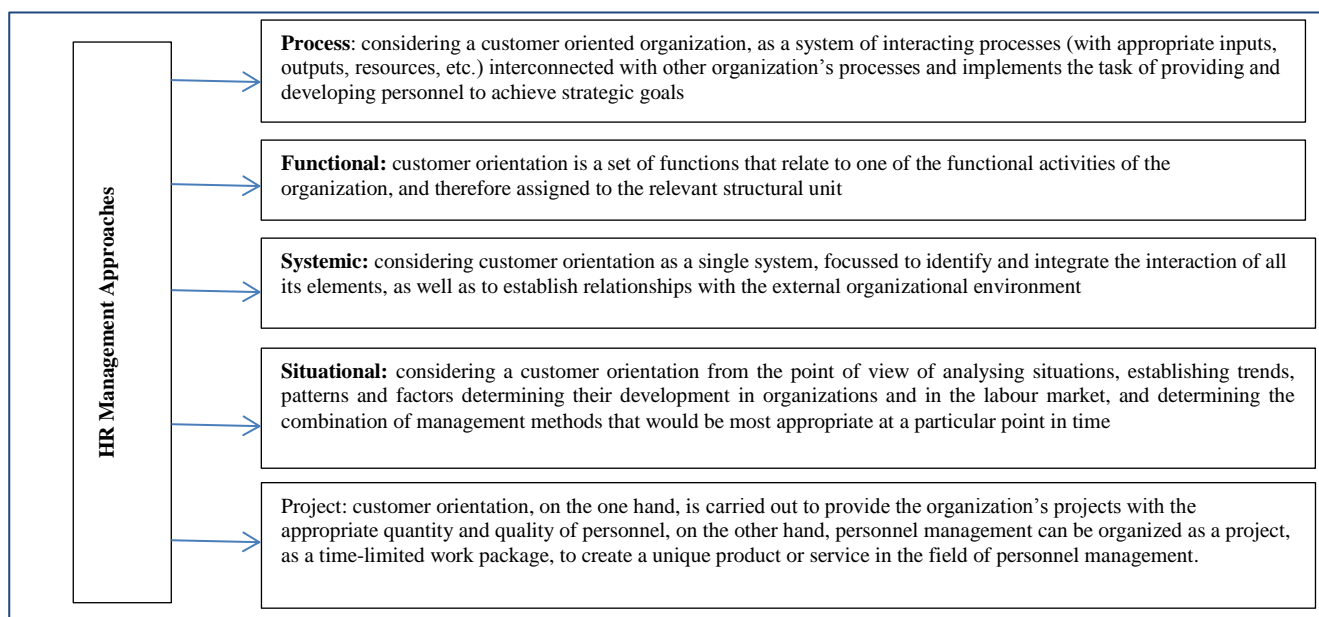 HR Management Approaches
Process: considering a customer oriented organization, as a system of interacting processes (with appropriate inputs,
outputs, resources, etc.) interconnected with other organization’s processes and implements the task of providing and
developing personnel to achieve strategic goals
Functional: customer orientation is a set of functions that relate to one of the functional activities of the
organization, and therefore assigned to the relevant structural unit
Systemic: considering customer orientation as a single system, focussed to identify and integrate the interaction of all
its elements, as well as to establish relationships with the external organizational environment
Situational: considering a customer orientation from the point of view of analysing situations, establishing trends,
patterns and factors determining their development in organizations and in the labour market, and determining the
combination of management methods that would be most appropriate at a particular point in time
Project: customer orientation, on the one hand, is carried out to provide the organization’s projects with the
appropriate quantity and quality of personnel, on the other hand, personnel management can be organized as a project,
as a time-limited work package, to create a unique product or service in the field of personnel management.